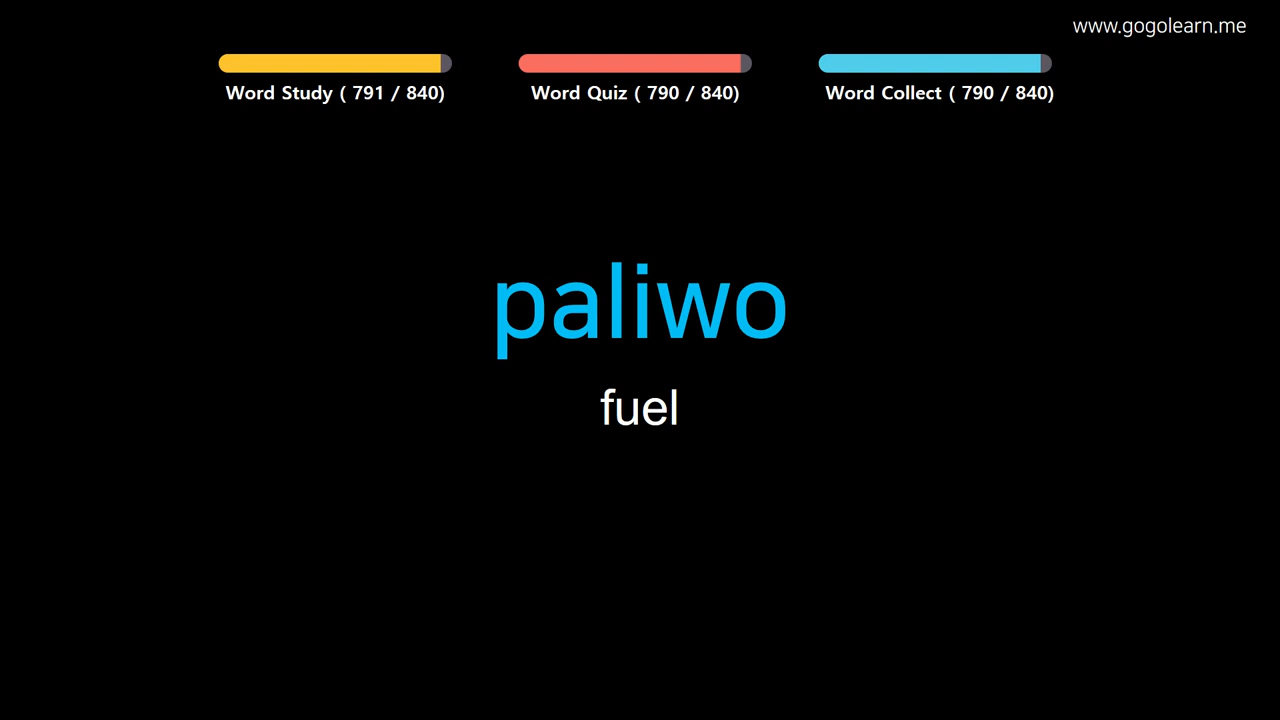 www.gogolearn.me
Word Study ( 791 / 840)
Word Quiz ( 790 / 840)
Word Collect ( 790 / 840)
paliwo
fuel